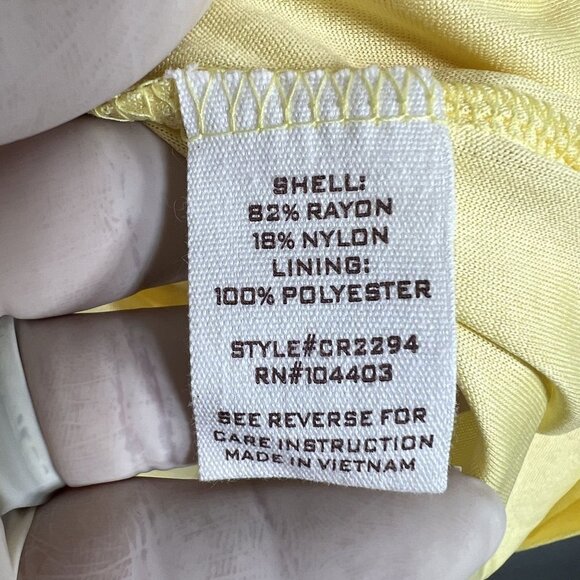 SHELL:
82% RAYON
18% NYLON
LINING:
100% POLYESTER
STYLE#CR2294
RN#104403
SEE REVERSE FOR
CARE INSTRUCTION
MADE IN VIETNAM